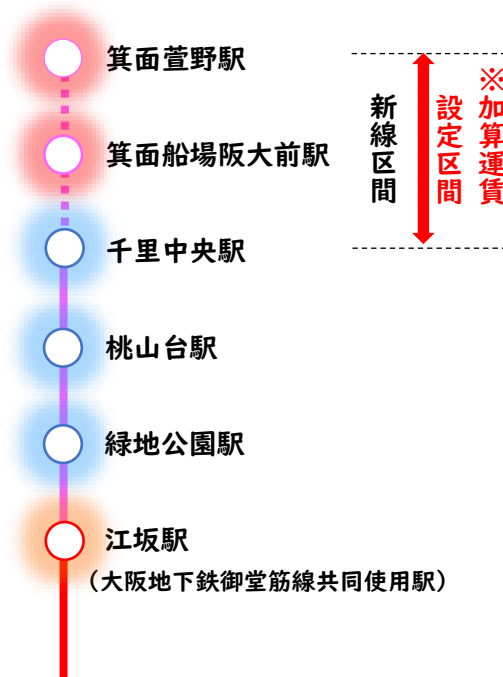 箕面萱野駅
箕面船場阪大前駅
千里中央駅
桃山台駅
緑地公園駅
江坂駅
（大阪地下鉄御堂筋線共同使用駅）
※加算運賃
設定区間
新線区間